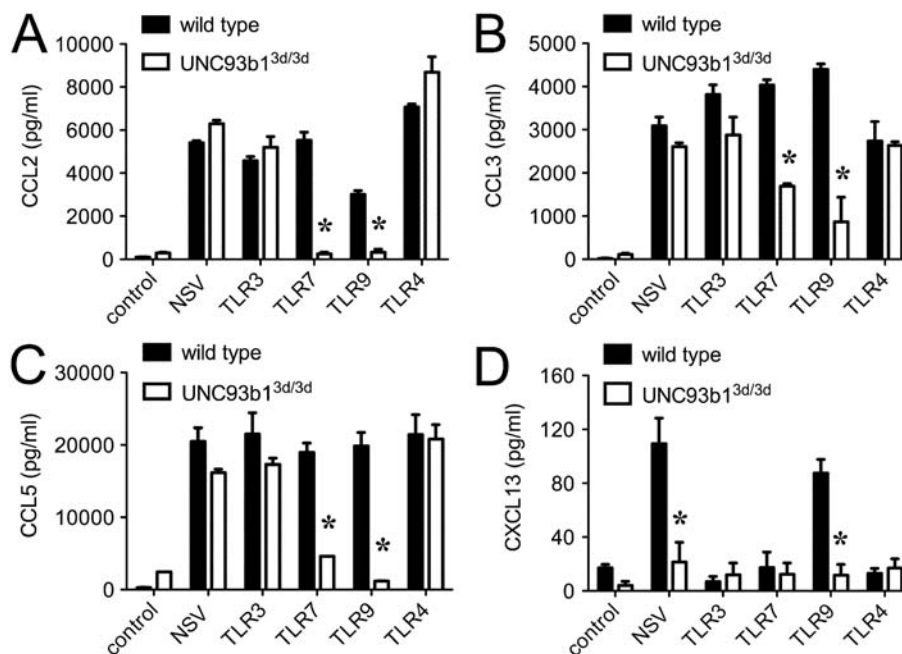 A
wild type
UNC93b1 3d/3d
CCL2 (pg/ml)
10000
8000
6000
4000
2000
0
*
*
control
NSV
TLR3
TLR7
TLR9
TLR4
B
wild type
UNC93b1 3d/3d
CCL3 (pg/ml)
5000
4000
3000
2000
1000
0
*
*
control
NSV
TLR3
TLR7
TLR9
TLR4
C
wild type
UNC93b1 3d/3d
CCL5 (pg/ml)
30000
20000
10000
0
*
*
control
NSV
TLR3
TLR7
TLR9
TLR4
D
wild type
UNC93b1 3d/3d
CXCL13 (pg/ml)
160
120
80
40
0
*
*
control
NSV
TLR3
TLR7
TLR9
TLR4